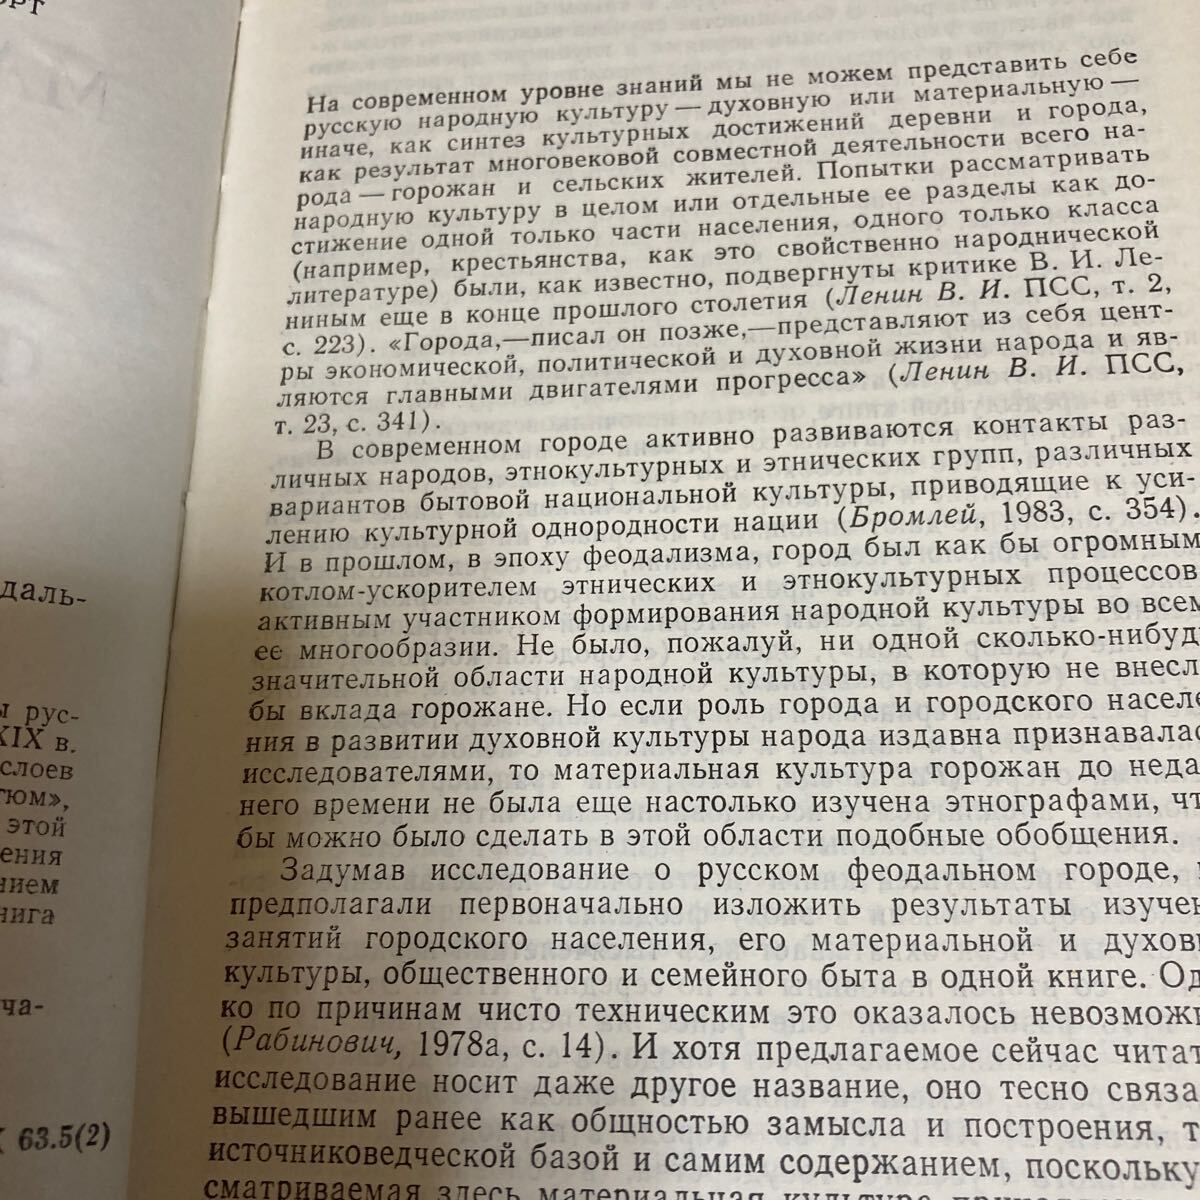 даль-
рус-
XIX в.
слоев
этой
ения
нием
ча-
63.5(2)
На современном уровне знаний мы не можем представить себе
русскую народную культуру — духовную или материальную —
иначе, как синтез культурных достижений деревни и города,
как результат многовековой совместной деятельности всего на-
рода — горожан и сельских жителей. Попытки рассматривать
народную культуру в целом или отдельные ее разделы как до-
стижение одной только части населения, одного только класса
(например, крестьянства, как это свойственно народнической
литературе) были, как известно, подвергнуты критике В. И. Ле-
ниным еще в конце прошлого столетия (Ленин В. И. ПСС, т. 2,
с. 223). «Города,—писал он позже,—представляют из себя цент-
ры экономической, политической и духовной жизни народа и яв-
ляются главными двигателями прогресса» (Ленин В. И. ПСС,
т. 23, с. 341).
В современном городе активно развиваются контакты раз-
личных народов, этнокультурных и этнических групп, различных
вариантов бытовой национальной культуры, приводящие к уси-
лению культурной однородности нации (Бромлей, 1983, с. 354).
И в прошлом, в эпоху феодализма, город был как бы огромным
котлом-ускорителем этнических и этнокультурных процессов
активным участником формирования народной культуры во всем
ее многообразии. Не было, пожалуй, ни одной сколько-нибуд
значительной области народной культуры, в которую не внесл
бы вклада горожане. Но если роль города и городского населе
ния в развитии духовной культуры народа издавна признавалас
исследователями, то материальная культура горожан до неда
него времени не была еще настолько изучена этнографами, чт
бы можно было сделать в этой области подобные обобщения.
Задумав исследование о русском феодальном городе,
предполагали первоначально изложить результаты изучен
занятий городского населения, его материальной и духов
культуры, общественного и семейного быта в одной книге. Од
ко по причинам чисто техническим это оказалось невозможн
(Рабинович, 1978а, с. 14). И хотя предлагаемое сейчас читат
исследование носит даже другое название, оно тесно связа
вышедшим ранее как общностью замысла и построения, т
источниковедческой базой и самим содержанием, поскольку
сматриваемая здесь материальная культура